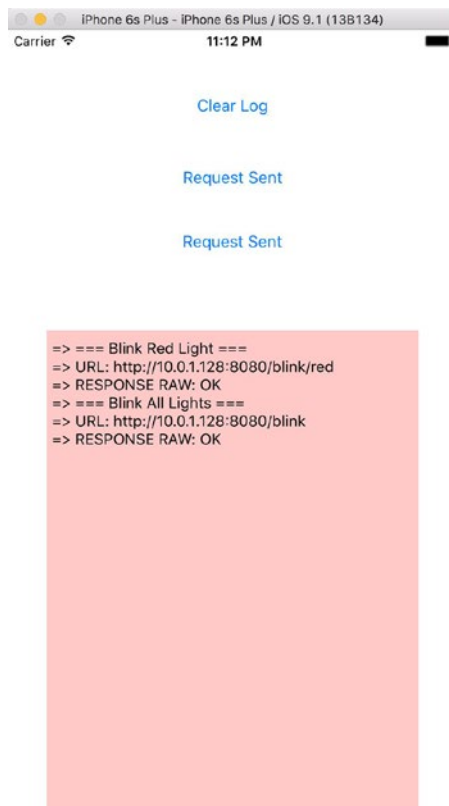 iPhone 6s Plus - iPhone 6s Plus / iOS 9.1 (13B134)
Carrier 11:12 PM
Clear Log
Request Sent
Request Sent
=> === Blink Red Light ===
=> URL: http://10.0.1.128:8080/blink/red
=> RESPONSE RAW: OK
=> === Blink All Lights ===
=> URL: http://10.0.1.128:8080/blink
=> RESPONSE RAW: OK